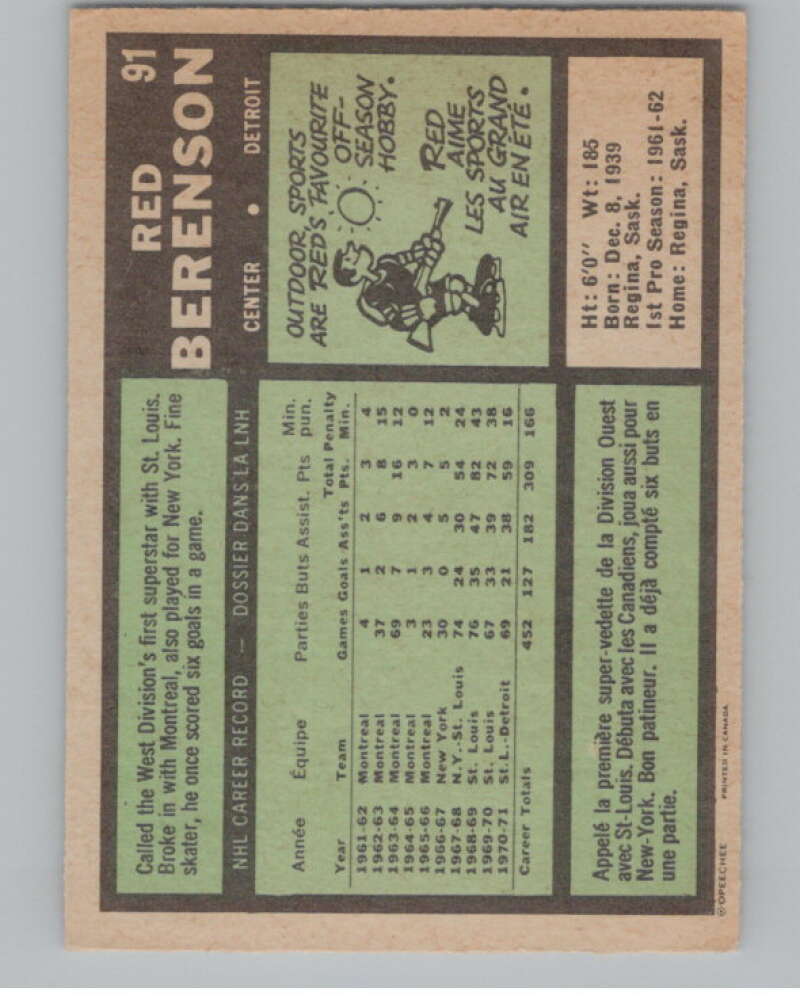 91
RED
BERENSON
CENTER • DETROIT
Called the West Division's first superstar with St. Louis.
Broke in with Montreal, also played for New York. Fine
skater, he once scored six goals in a game.
NHL CAREER RECORD — DOSSIER DANS LA LNH
Année Équipe Parties Buts Assist. Pts Min. pun.
Year Team Games Goals Ass'ts Total Pts. Penalty Min.
1961-62 Montreal 4 1 2 3 4
1962-63 Montreal 37 2 6 8 15
1963-64 Montreal 69 7 9 16 12
1964-65 Montreal 3 1 2 3 0
1965-66 Montreal 23 3 4 7 12
1966-67 New York 30 0 5 5 2
1967-68 N.Y.-St. Louis 74 24 30 54 24
1968-69 St. Louis 76 35 47 82 43
1969-70 St. Louis 67 33 39 72 38
1970-71 St.L.-Detroit 69 21 38 59 16
Career Totals 452 127 182 309 166
OUTDOOR SPORTS
ARE RED'S FAVOURITE
OFF-
SEASON
HOBBY.
RED
AIME
LES SPORTS
AU GRAND
AIR EN ÉTÉ.
Appelé la première super-vedette de la Division Ouest
avec St-Louis. Débuta avec les Canadiens, joua aussi pour
New-York. Bon patineur. Il a déjà compté six buts en
une partie.
Ht: 6'0" Wt: 185
Born: Dec. 8, 1939
Regina, Sask.
1st Pro Season: 1961-62
Home: Regina, Sask.
© OPEECHEE PRINTED IN CANADA